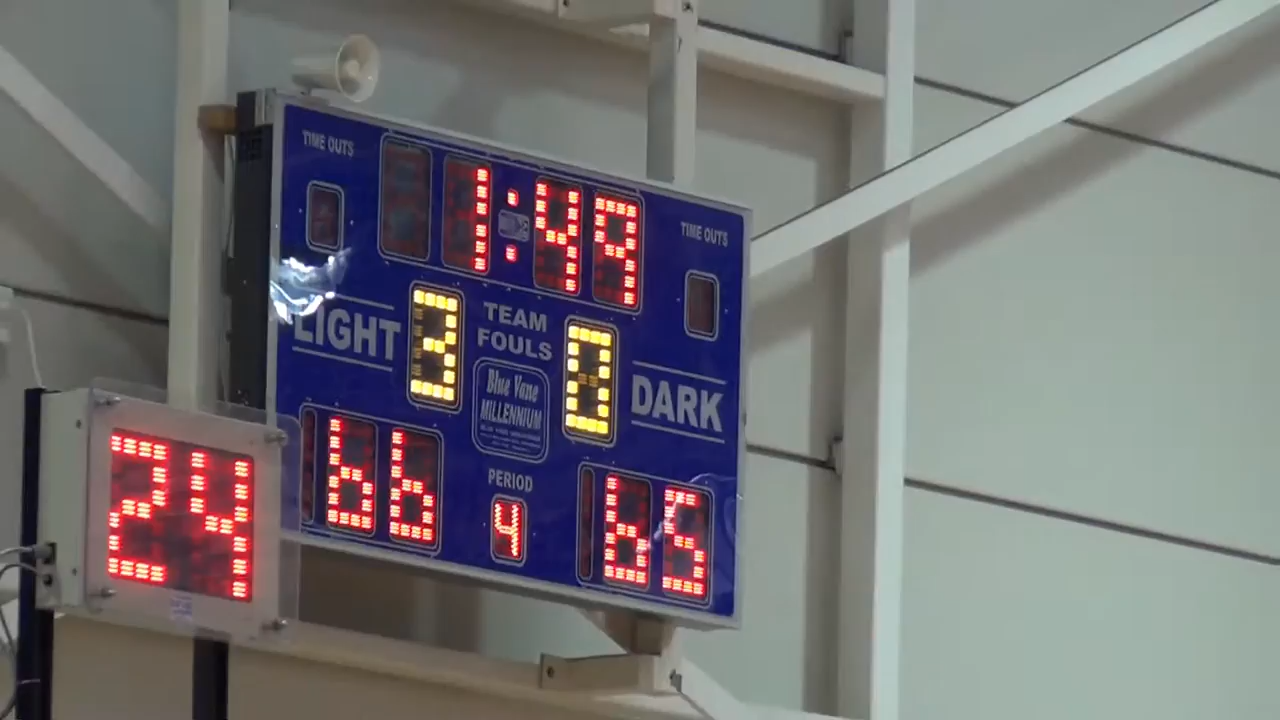 TIME OUTS
1:49
TIME OUTS
LIGHT
3
TEAM
FOULS
0
DARK
Blue Vane
MILLENNIUM
66
PERIOD
4
65
24